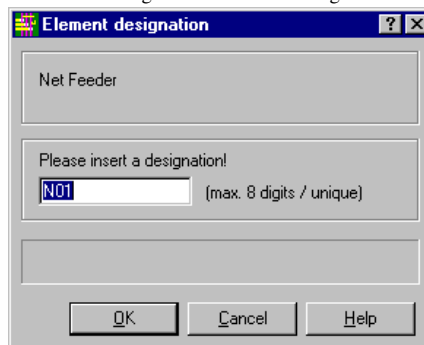 Element designation
Net Feeder
Please insert a designation!
N01 (max. 8 digits / unique)
OK Cancel Help